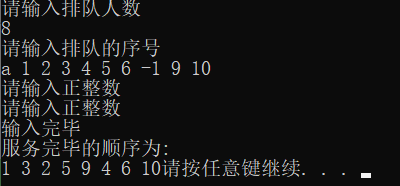 请输入排队人数
8
请输入排队的序号
a 1 2 3 4 5 6 -1 9 10
请输入正整数
请输入正整数
输入完毕
服务完毕的顺序为:
1 3 2 5 9 4 6 10请按任意键继续. . .